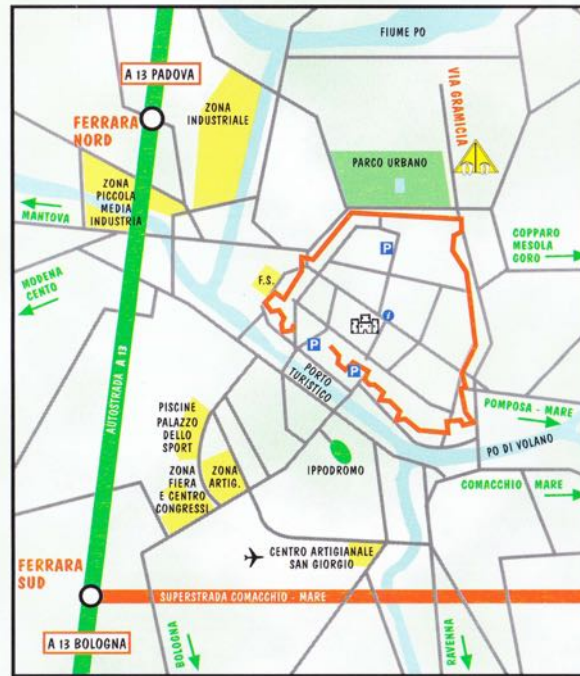 FIUME PO
A 13 PADOVA
FERRARA
NORD
ZONA
INDUSTRIALE
VIA GRAMICIA
PARCO URBANO
ZONA
PICCOLA
MEDIA
INDUSTRIA
MANTOVA
COPPARO
MESOLA
GORO
MODENA
CENTO
F.S.
P
i
P
P
AUTOSTRADA A 13
PORTO
TURISTICO
PISCINE
PALAZZO
DELLO
SPORT
POMPOSA - MARE
PO DI VOLANO
ZONA
FIERA
E CENTRO
CONGRESSI
ZONA
ARTIG.
IPPODROMO
COMACCHIO MARE
CENTRO ARTIGIANALE
SAN GIORGIO
FERRARA
SUD
SUPERSTRADA COMACCHIO - MARE
A 13 BOLOGNA
BOLOGNA
RAVENNA